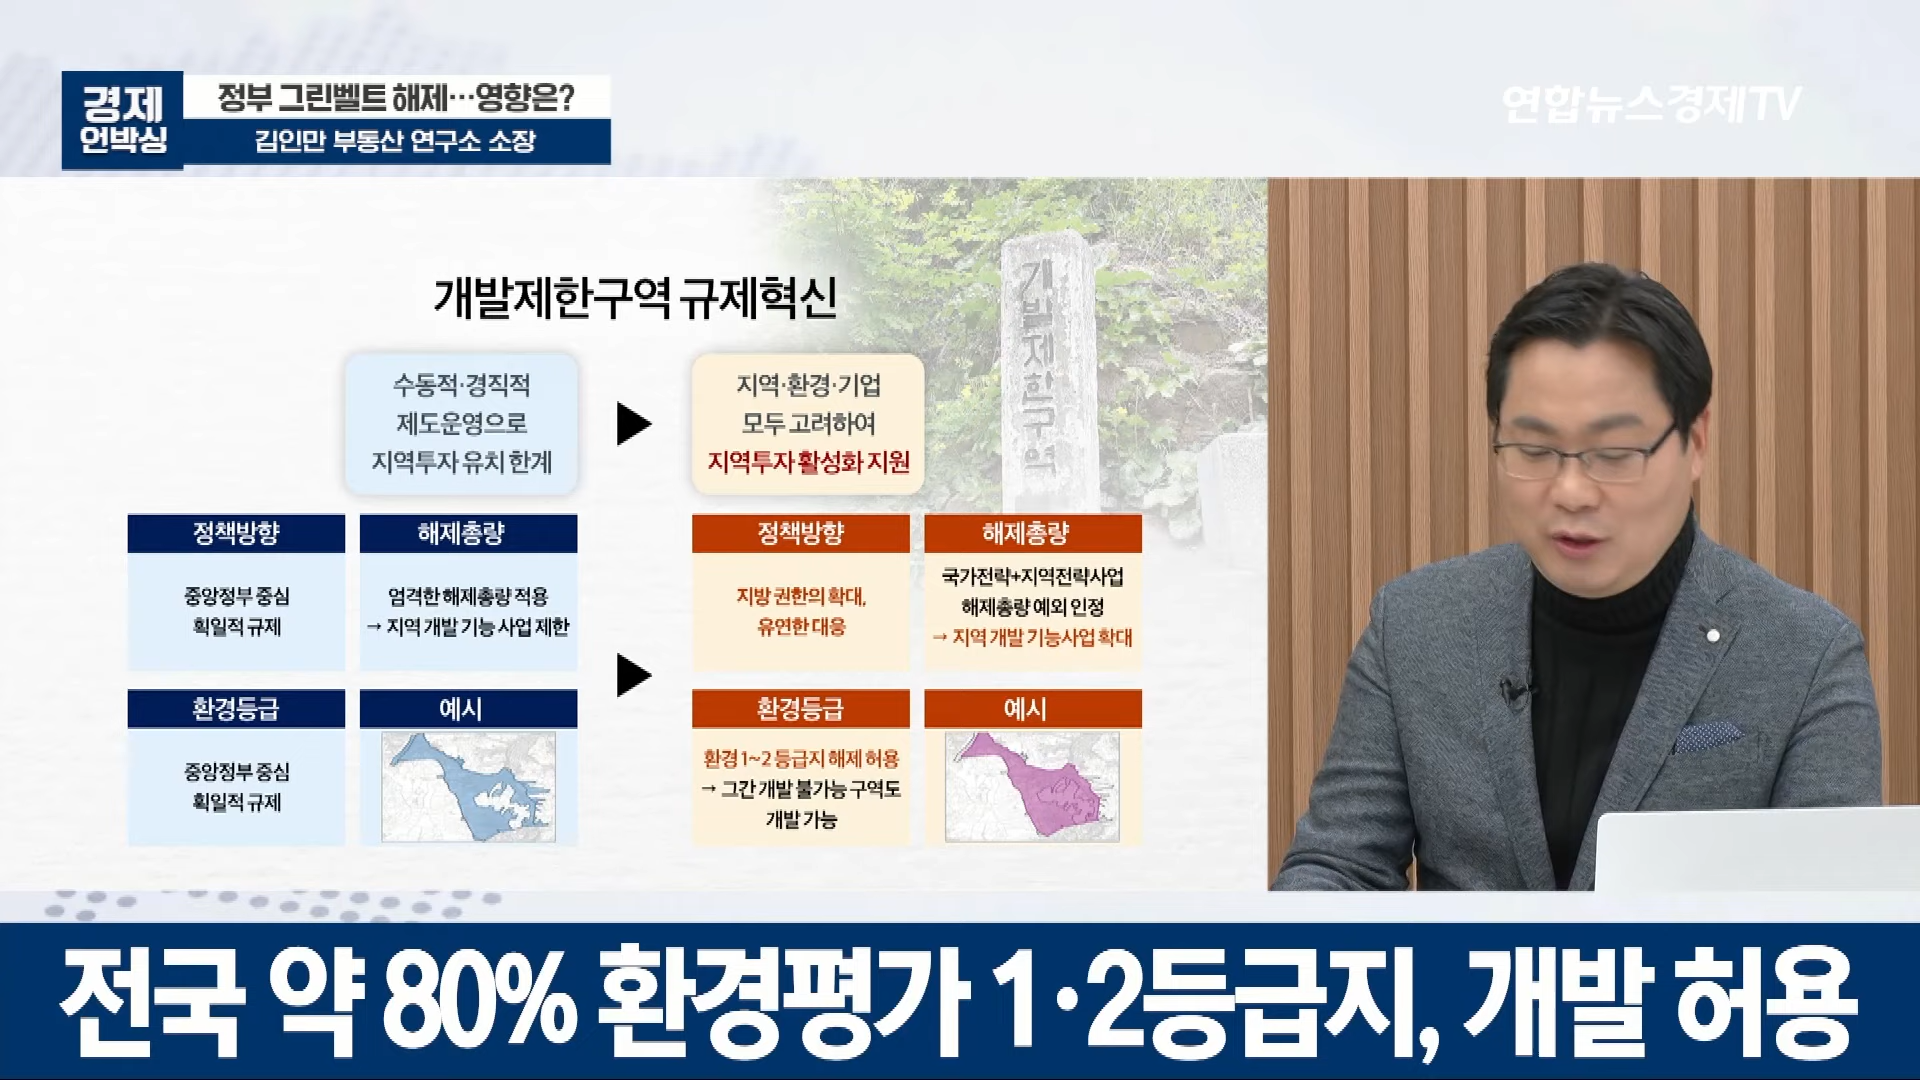 경제
언박싱
정부 그린벨트 해제…영향은?
김인만 부동산 연구소 소장
연합뉴스경제TV
개발제한구역 규제혁신
수동적·경직적
제도운영으로
지역투자 유치 한계
지역·환경·기업
모두 고려하여
지역투자 활성화 지원
개발제한구역
정책방향
중앙정부 중심
획일적 규제
해제총량
엄격한 해제총량 적용
→ 지역 개발 기능 사업 제한
정책방향
지방 권한의 확대,
유연한 대응
해제총량
국가전략+지역전략사업
해제총량 예외 인정
→ 지역 개발 기능사업 확대
환경등급
중앙정부 중심
획일적 규제
예시
환경등급
환경 1~2 등급지 해제 허용
→ 그간 개발 불가능 구역도
개발 가능
예시
전국 약 80% 환경평가 1·2등급지, 개발 허용